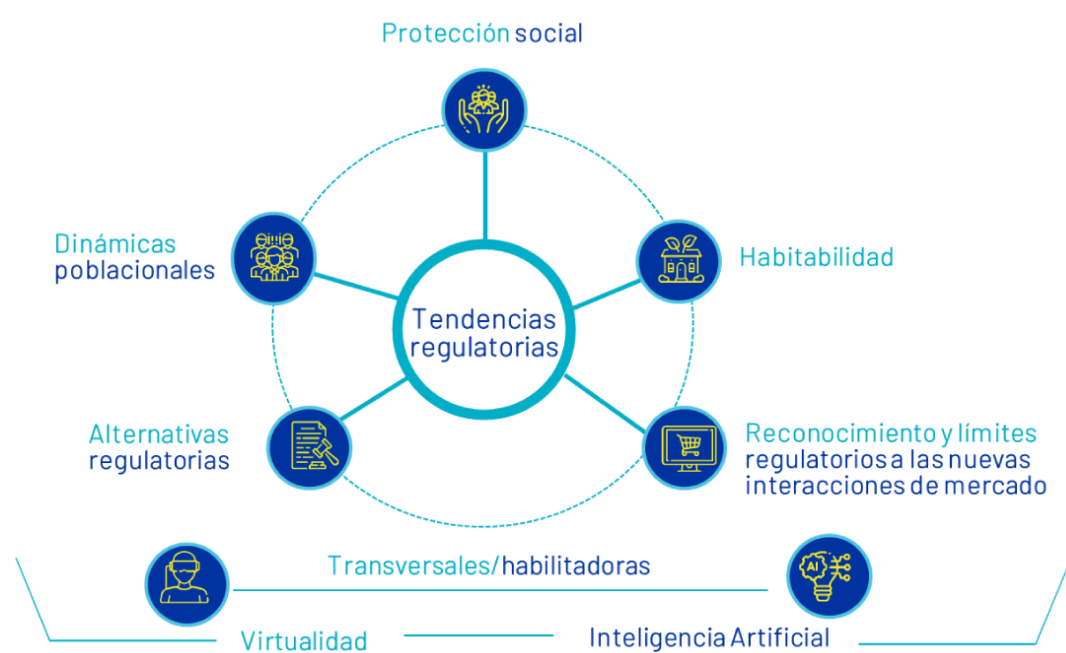 Protección social
Dinámicas
poblacionales
Habitabilidad
Tendencias
regulatorias
Alternativas
regulatorias
Reconocimiento y límites
regulatorios a las nuevas
interacciones de mercado
Transversales/habilitadoras
AI
Virtualidad
Inteligencia Artificial